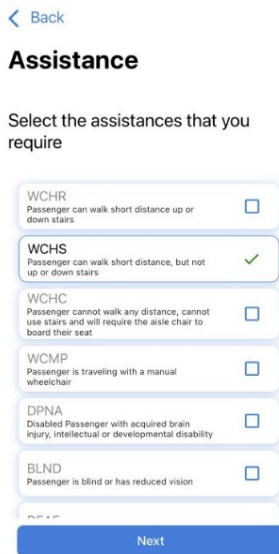 Back
Assistance
Select the assistances that you
require
WCHR
Passenger can walk short distance up or
down stairs
WCHS
Passenger can walk short distance, but not
up or down stairs
WCHC
Passenger cannot walk any distance, cannot
use stairs and will require the aisle chair to
board their seat
WCMP
Passenger is traveling with a manual
wheelchair
DPNA
Disabled Passenger with acquired brain
injury, intellectual or developmental disability
BLND
Passenger is blind or has reduced vision
Next